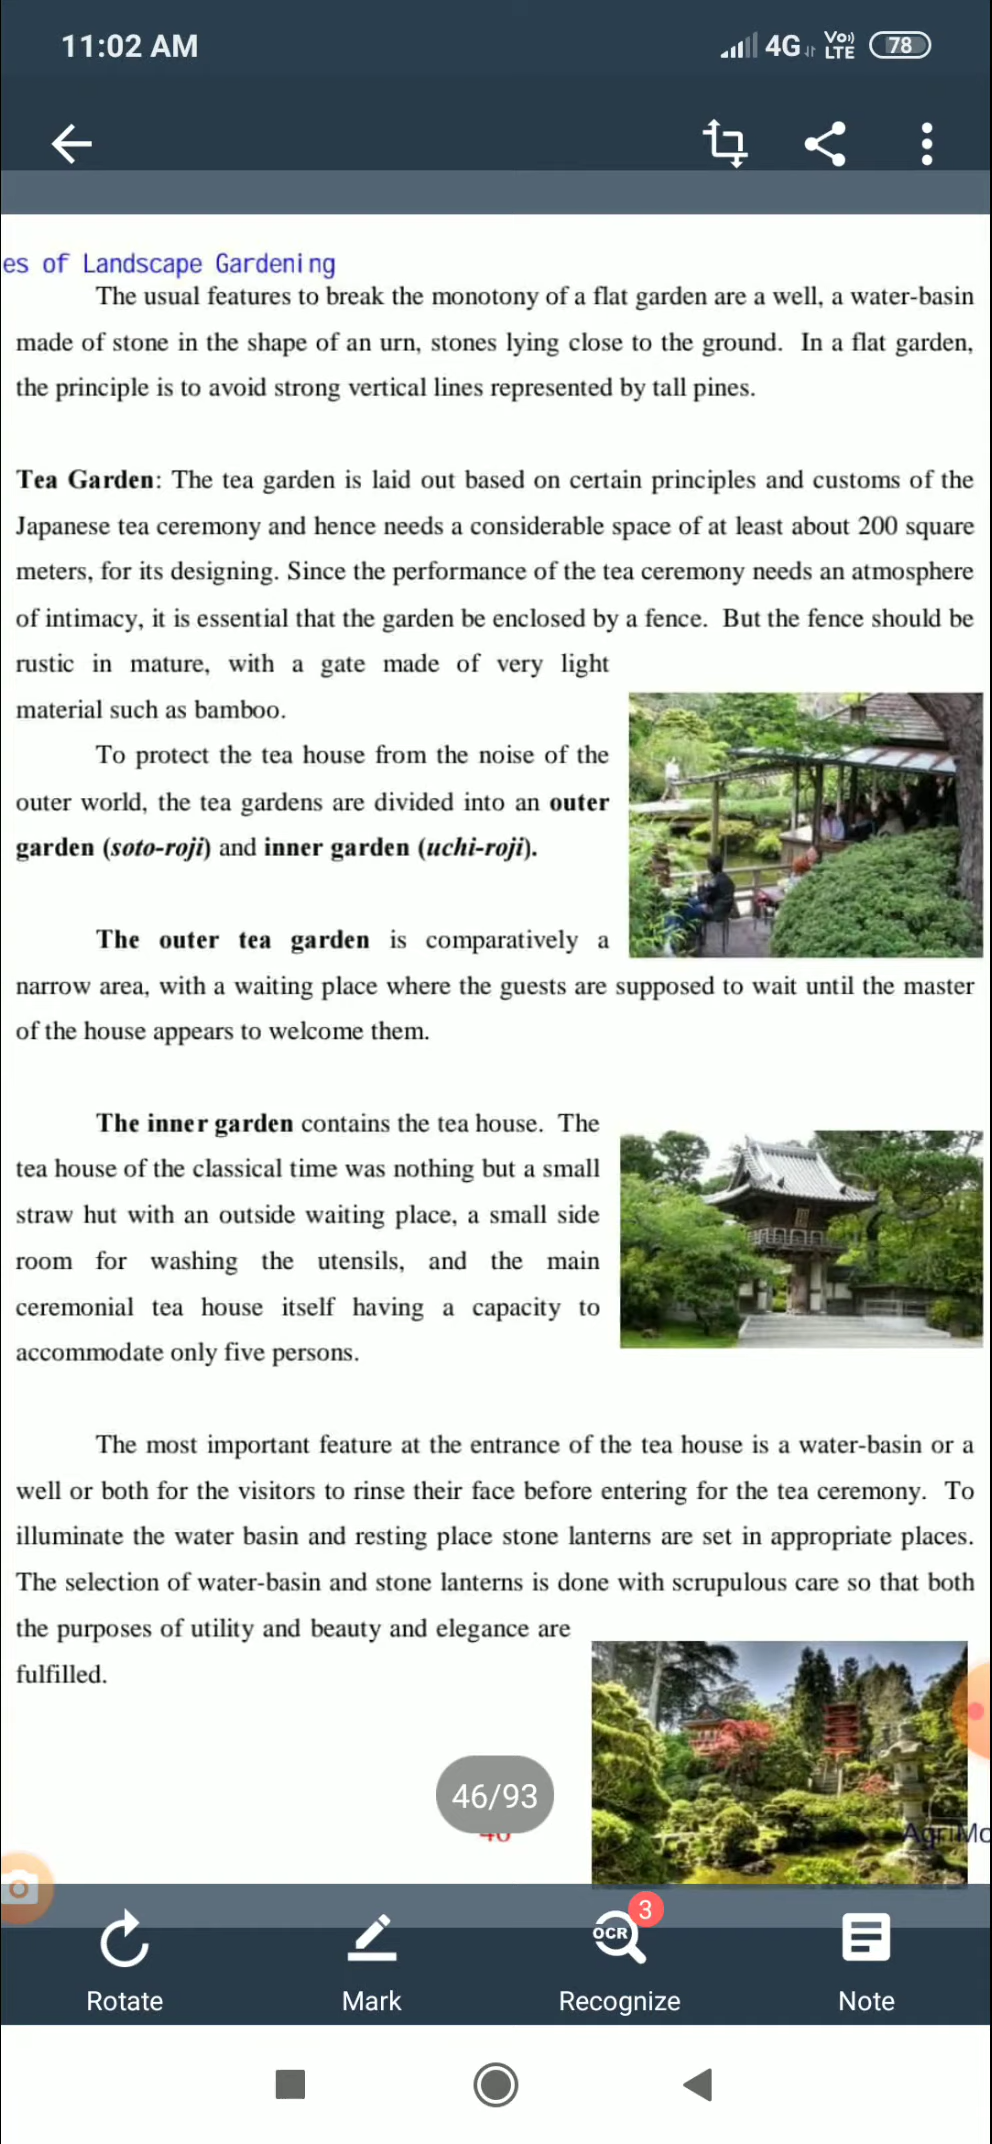 11:02 AM
4G VoLTE 78
es of Landscape Gardening
The usual features to break the monotony of a flat garden are a well, a water-basin
made of stone in the shape of an urn, stones lying close to the ground. In a flat garden,
the principle is to avoid strong vertical lines represented by tall pines.
Tea Garden: The tea garden is laid out based on certain principles and customs of the
Japanese tea ceremony and hence needs a considerable space of at least about 200 square
meters, for its designing. Since the performance of the tea ceremony needs an atmosphere
of intimacy, it is essential that the garden be enclosed by a fence. But the fence should be
rustic in mature, with a gate made of very light
material such as bamboo.
To protect the tea house from the noise of the
outer world, the tea gardens are divided into an outer
garden (soto-roji) and inner garden (uchi-roji).
The outer tea garden is comparatively a
narrow area, with a waiting place where the guests are supposed to wait until the master
of the house appears to welcome them.
The inner garden contains the tea house. The
tea house of the classical time was nothing but a small
straw hut with an outside waiting place, a small side
room for washing the utensils, and the main
ceremonial tea house itself having a capacity to
accommodate only five persons.
The most important feature at the entrance of the tea house is a water-basin or a
well or both for the visitors to rinse their face before entering for the tea ceremony. To
illuminate the water basin and resting place stone lanterns are set in appropriate places.
The selection of water-basin and stone lanterns is done with scrupulous care so that both
the purposes of utility and beauty and elegance are
fulfilled.
46/93
AgriMo
OCR 3
Rotate Mark Recognize Note